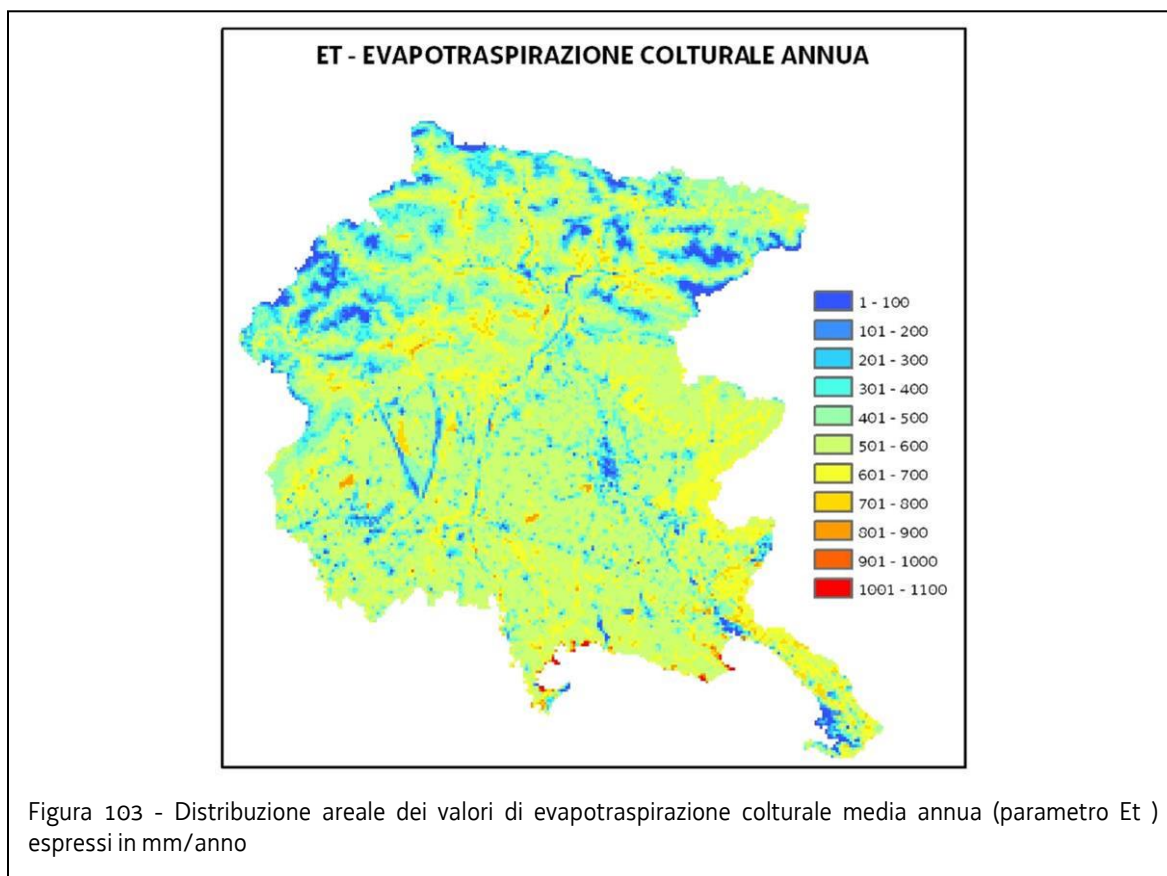 ET - EVAPOTRASPIRAZIONE COLTURALE ANNUA
1 - 100
101 - 200
201 - 300
301 - 400
401 - 500
501 - 600
601 - 700
701 - 800
801 - 900
901 - 1000
1001 - 1100
Figura 103 - Distribuzione areale dei valori di evapotraspirazione colturale media annua (parametro Et )
espressi in mm/anno